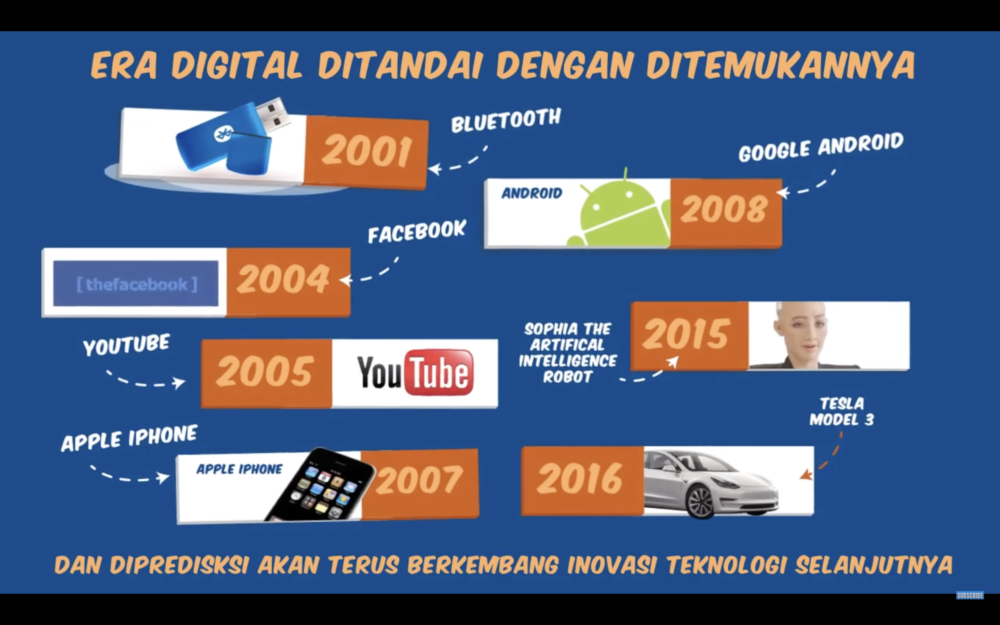 ERA DIGITAL DITANDAI DENGAN DITEMUKANNYA
2001
BLUETOOTH
GOOGLE ANDROID
ANDROID
2008
FACEBOOK
[thefacebook]
2004
YOUTUBE
2005
YouTube
SOPHIA THE
ARTIFICAL
INTELLIGENCE
ROBOT
2015
APPLE IPHONE
APPLE IPHONE
2007
TESLA
MODEL 3
2016
DAN DIPREDISKSI AKAN TERUS BERKEMBANG INOVASI TEKNOLOGI SELANJUTNYA
SUBSCRIBE